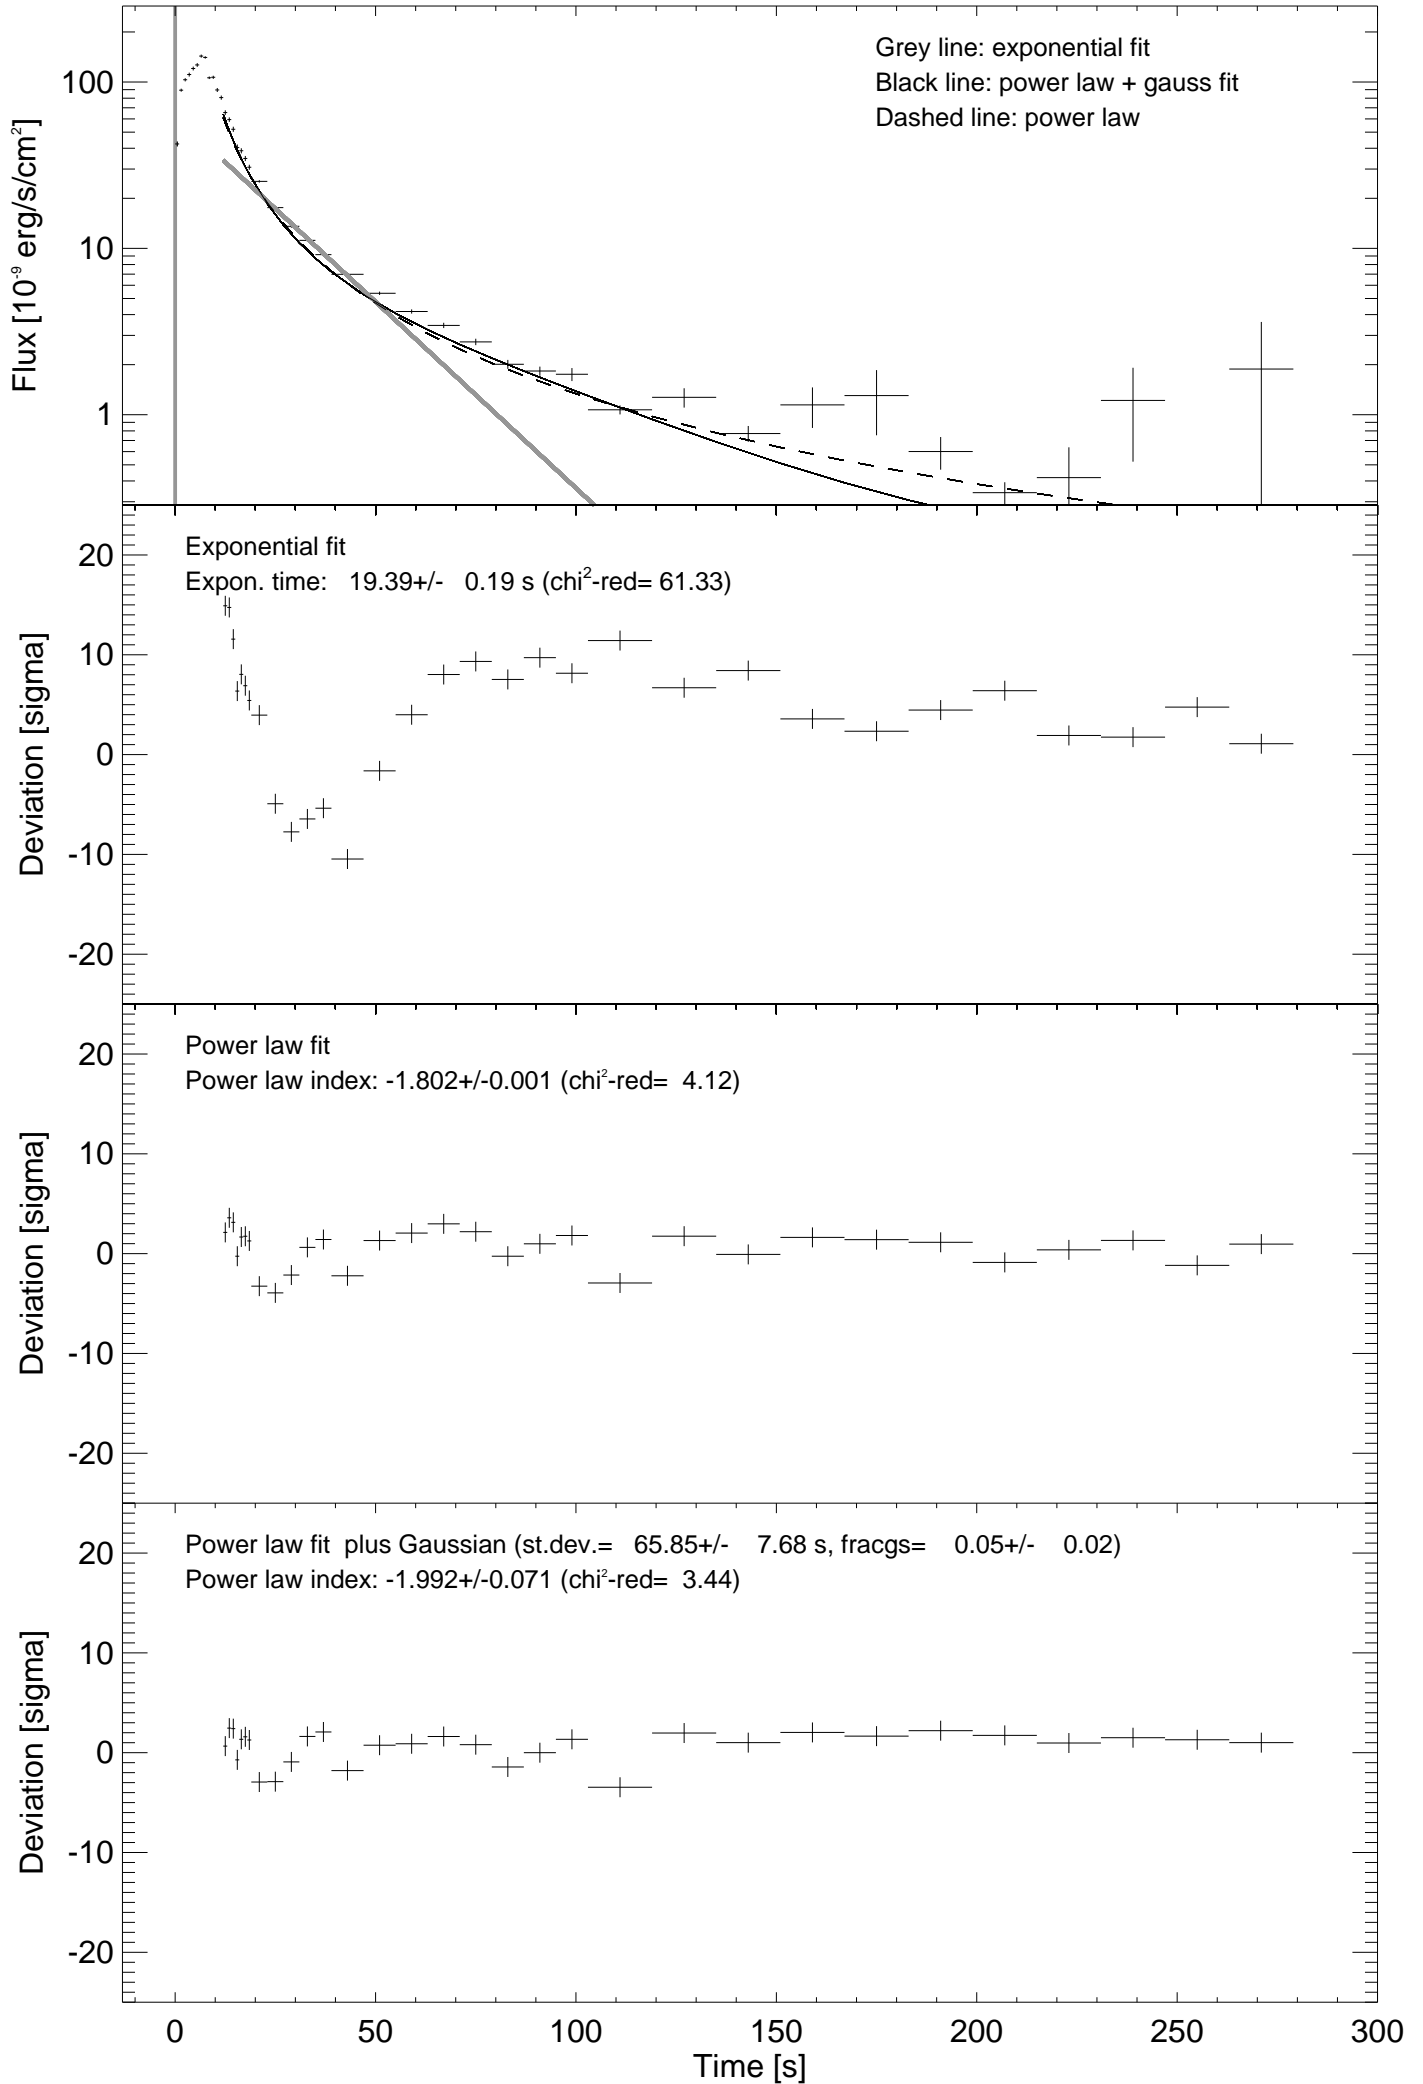 Grey line: exponential fit
Black line: power law + gauss fit
Dashed line: power law
100
10
1
Flux [10⁻⁹ erg/s/cm²]
Exponential fit
Expon. time: 19.39+/- 0.19 s (chi²-red= 61.33)
20
10
0
-10
-20
Deviation [sigma]
Power law fit
Power law index: -1.802+/-0.001 (chi²-red= 4.12)
20
10
0
-10
-20
Deviation [sigma]
Power law fit plus Gaussian (st.dev.= 65.85+/- 7.68 s, fracgs= 0.05+/- 0.02)
Power law index: -1.992+/-0.071 (chi²-red= 3.44)
20
10
0
-10
-20
Deviation [sigma]
0 50 100 150 200 250 300
Time [s]